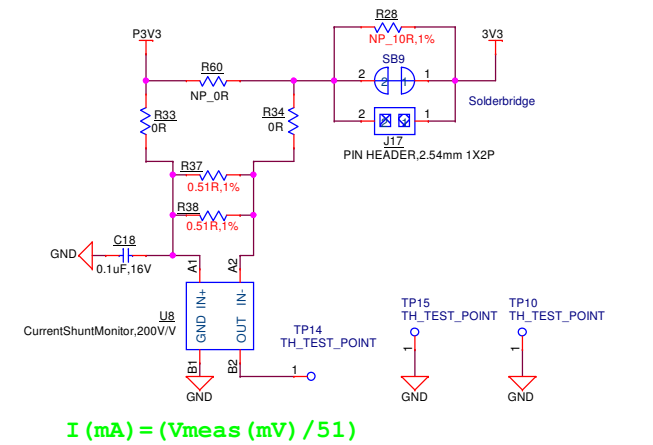 R28
P3V3
NP_10R,1%
3V3
SB9
R60
2
2
1
1
NP_0R
Solderbridge
R33
0R
R34
0R
2
1
J17
PIN HEADER,2.54mm 1X2P
R37
0.51R,1%
R38
0.51R,1%
C18
GND
0.1uF,16V
A1
A2
IN+
IN-
U8
CurrentShuntMonitor,200V/V
GND
OUT
TP14
TH_TEST_POINT
TP15
TH_TEST_POINT
TP10
TH_TEST_POINT
B1
B2
1
1
1
GND
GND
GND
I(mA)=(Vmeas(mV)/51)